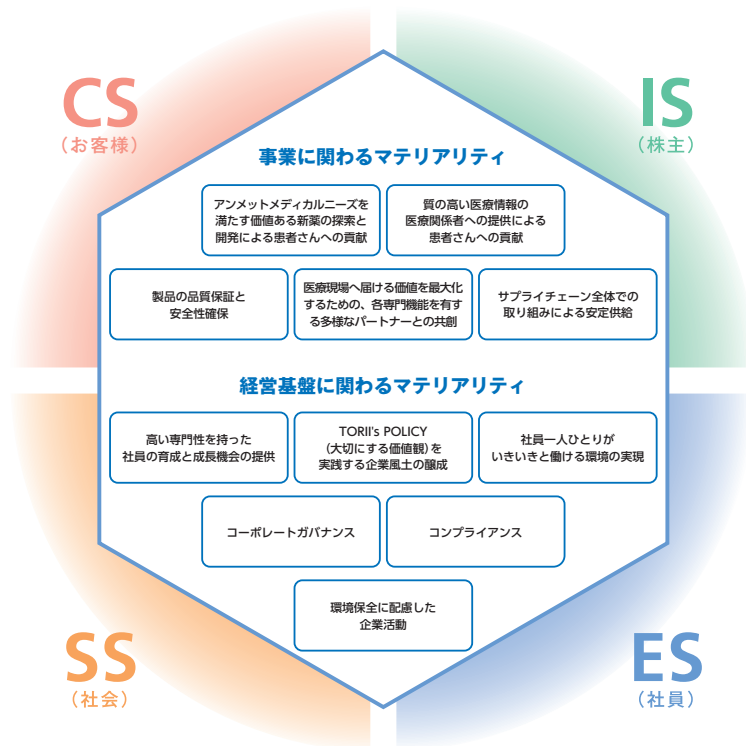 CS
（お客様）
IS
（株主）
事業に関わるマテリアリティ
アンメットメディカルニーズを
満たす価値ある新薬の探索と
開発による患者さんへの貢献
質の高い医療情報の
医療関係者への提供による
患者さんへの貢献
製品の品質保証と
安全性確保
医療現場へ届ける価値を最大化
するための、各専門機能を有す
る多様なパートナーとの共創
サプライチェーン全体での
取り組みによる安定供給
経営基盤に関わるマテリアリティ
高い専門性を持った
社員の育成と成長機会の提供
TORII's POLICY
（大切にする価値観）を
実践する企業風土の醸成
社員一人ひとりが
いきいきと働ける環境の実現
コーポレートガバナンス
コンプライアンス
環境保全に配慮した
企業活動
SS
（社会）
ES
（社員）